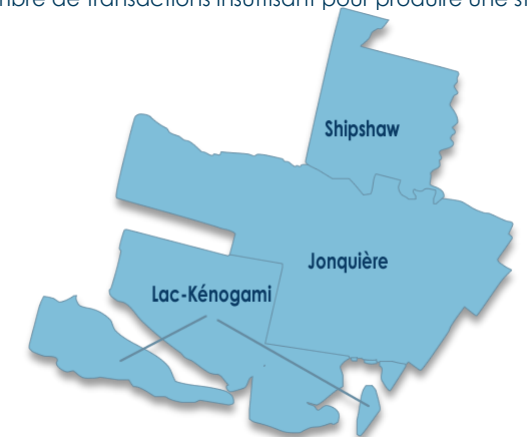 de transactions insuffisant pour produire une
Shipshaw
Jonquière
Lac-Kénogami